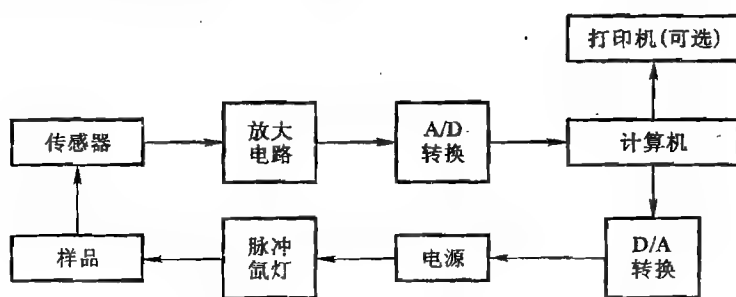 打印机(可选)
传感器
放大
电路
A/D
转换
计算机
样品
脉冲
氙灯
电源
D/A
转换